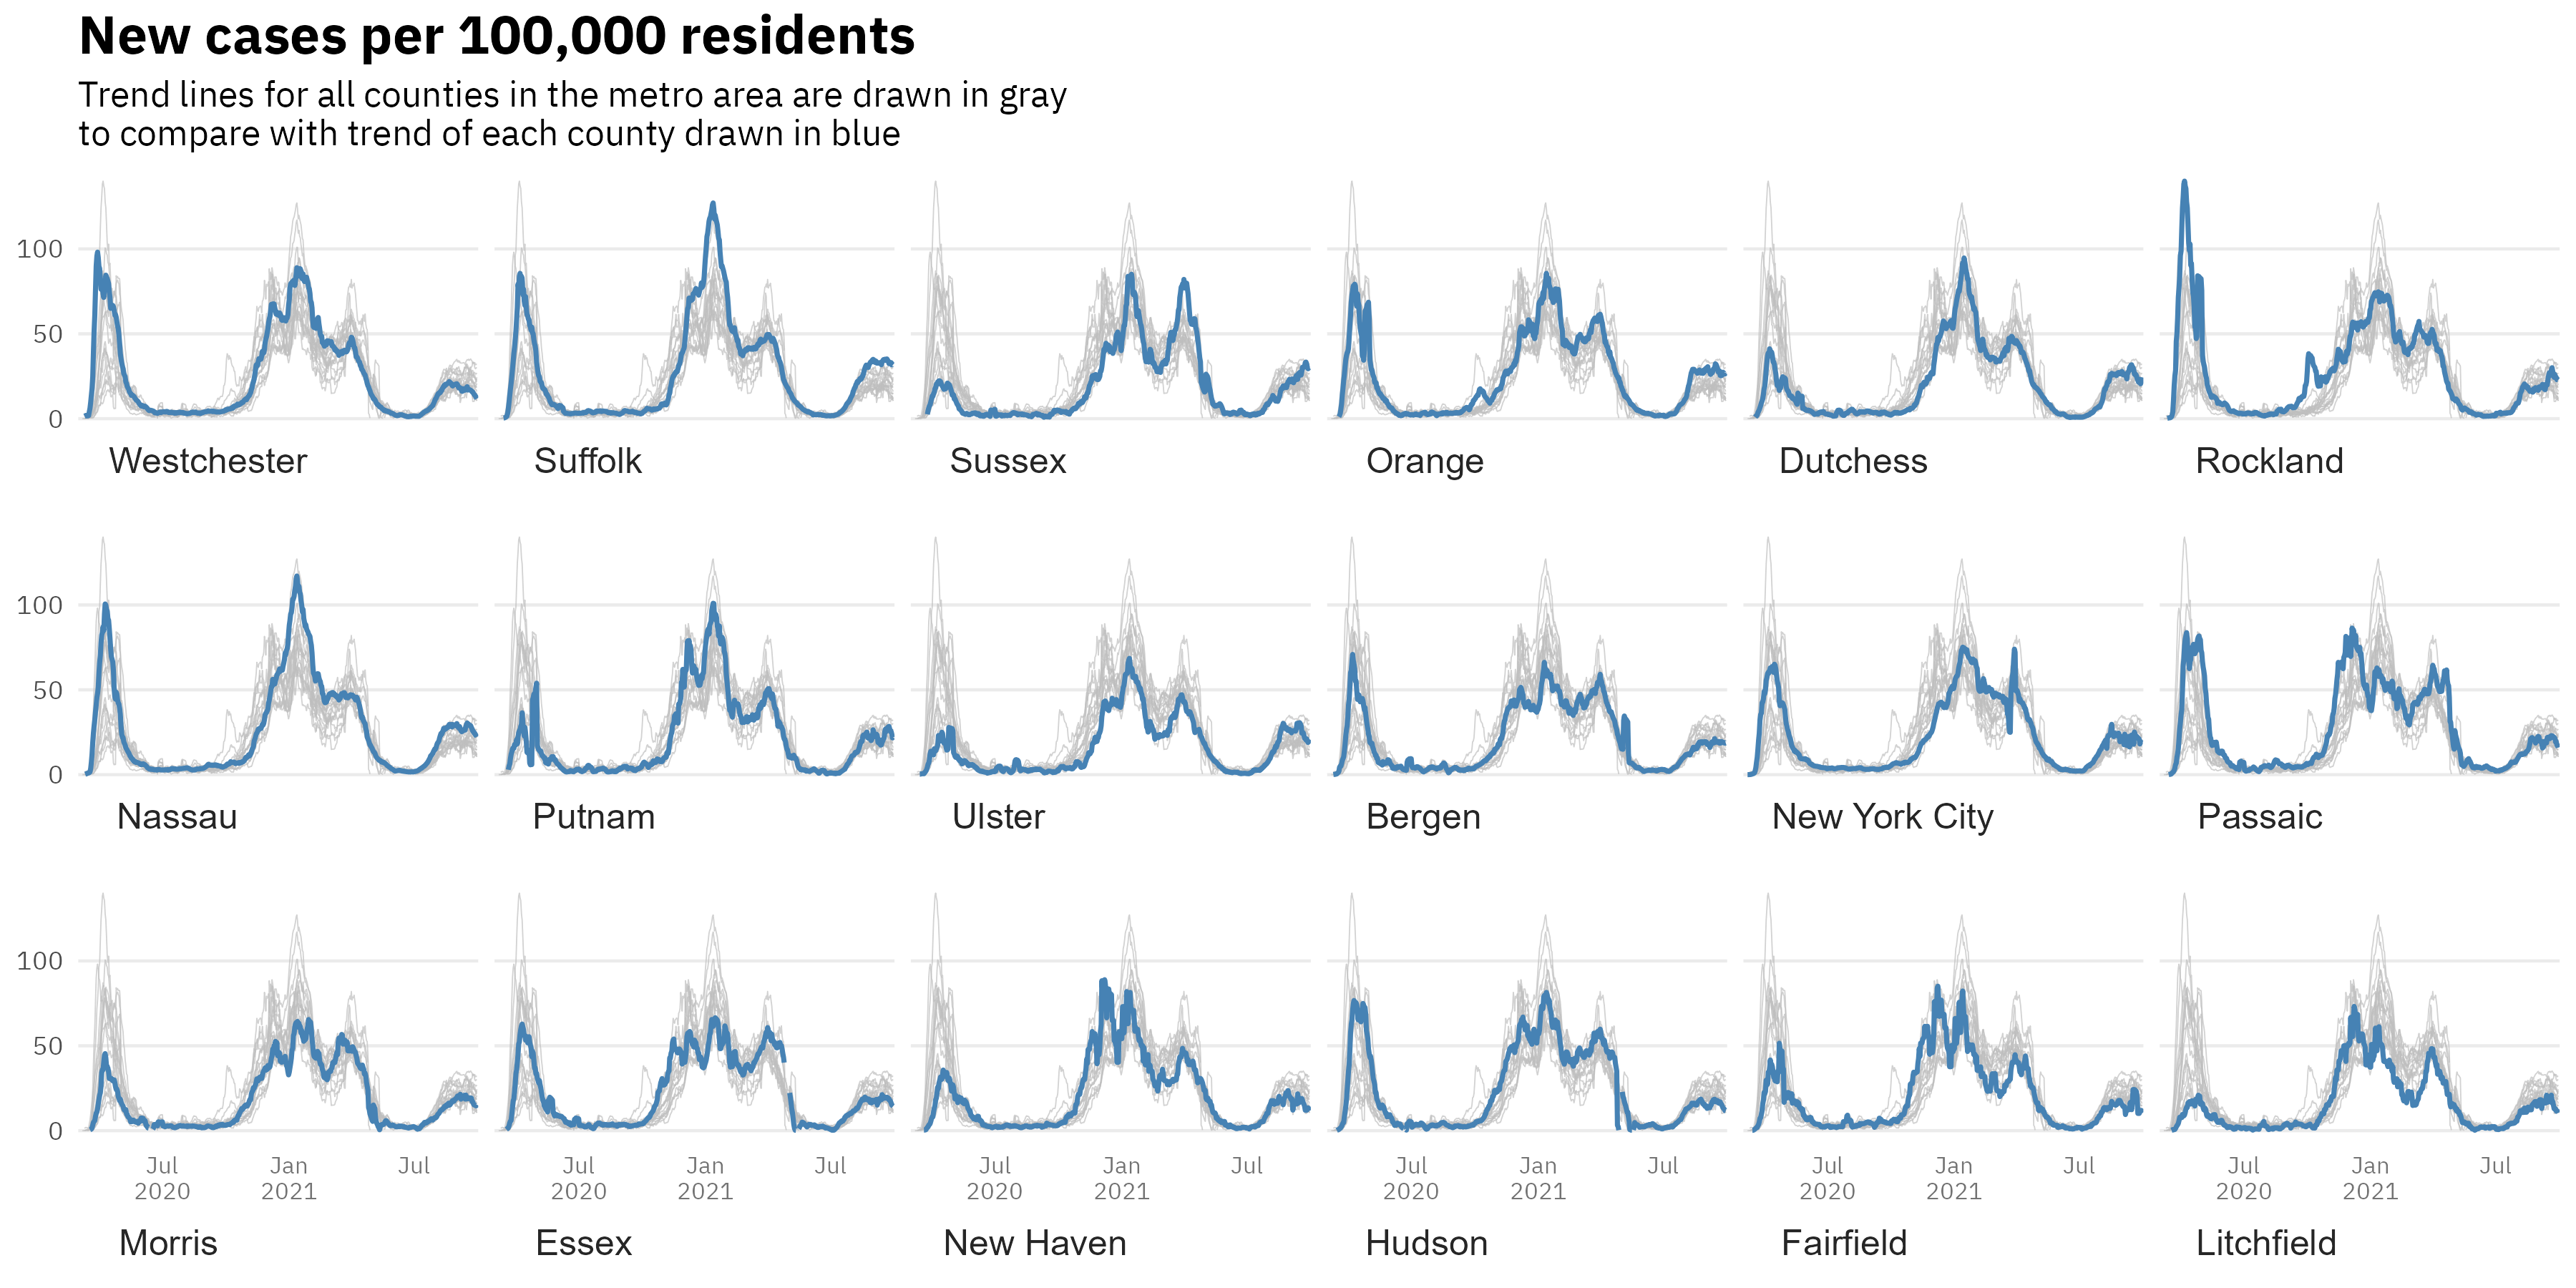 New cases per 100,000 residents
Trend lines for all counties in the metro area are drawn in gray
to compare with trend of each county drawn in blue
100
50
0
Westchester
Suffolk
Sussex
Orange
Dutchess
Rockland
100
50
0
Nassau
Putnam
Ulster
Bergen
New York City
Passaic
100
50
0
Jul
2020
Jan
2021
Jul
Jul
2020
Jan
2021
Jul
Jul
2020
Jan
2021
Jul
Jul
2020
Jan
2021
Jul
Jul
2020
Jan
2021
Jul
Jul
2020
Jan
2021
Jul
Morris
Essex
New Haven
Hudson
Fairfield
Litchfield